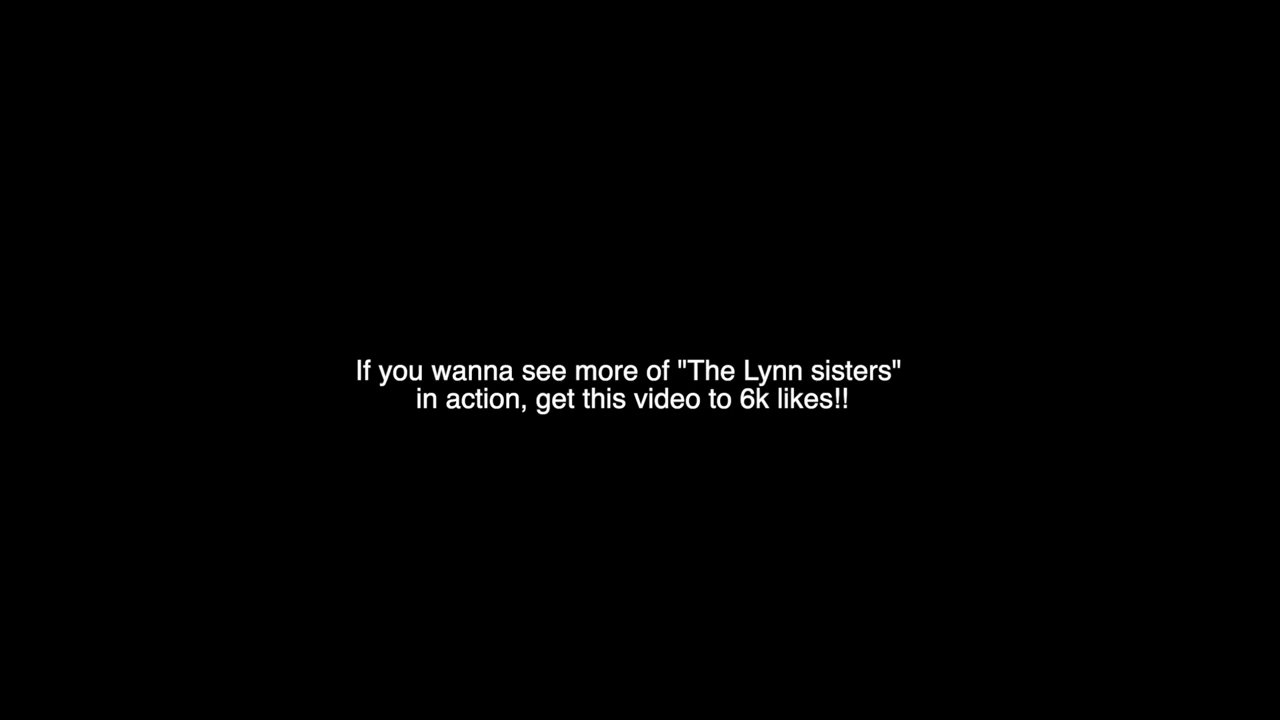 If you wanna see more of "The Lynn sisters"
in action, get this video to 6k likes!!